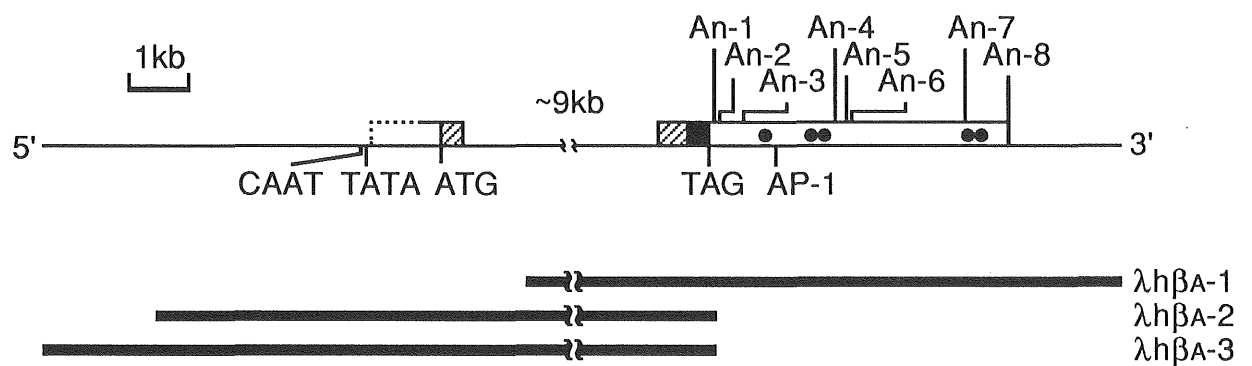 An-1 An-4 An-7
1kb An-2 An-5 An-8
An-3 An-6
~9kb
5' 3'
CAAT TATA ATG TAG AP-1
λhβA-1
λhβA-2
λhβA-3